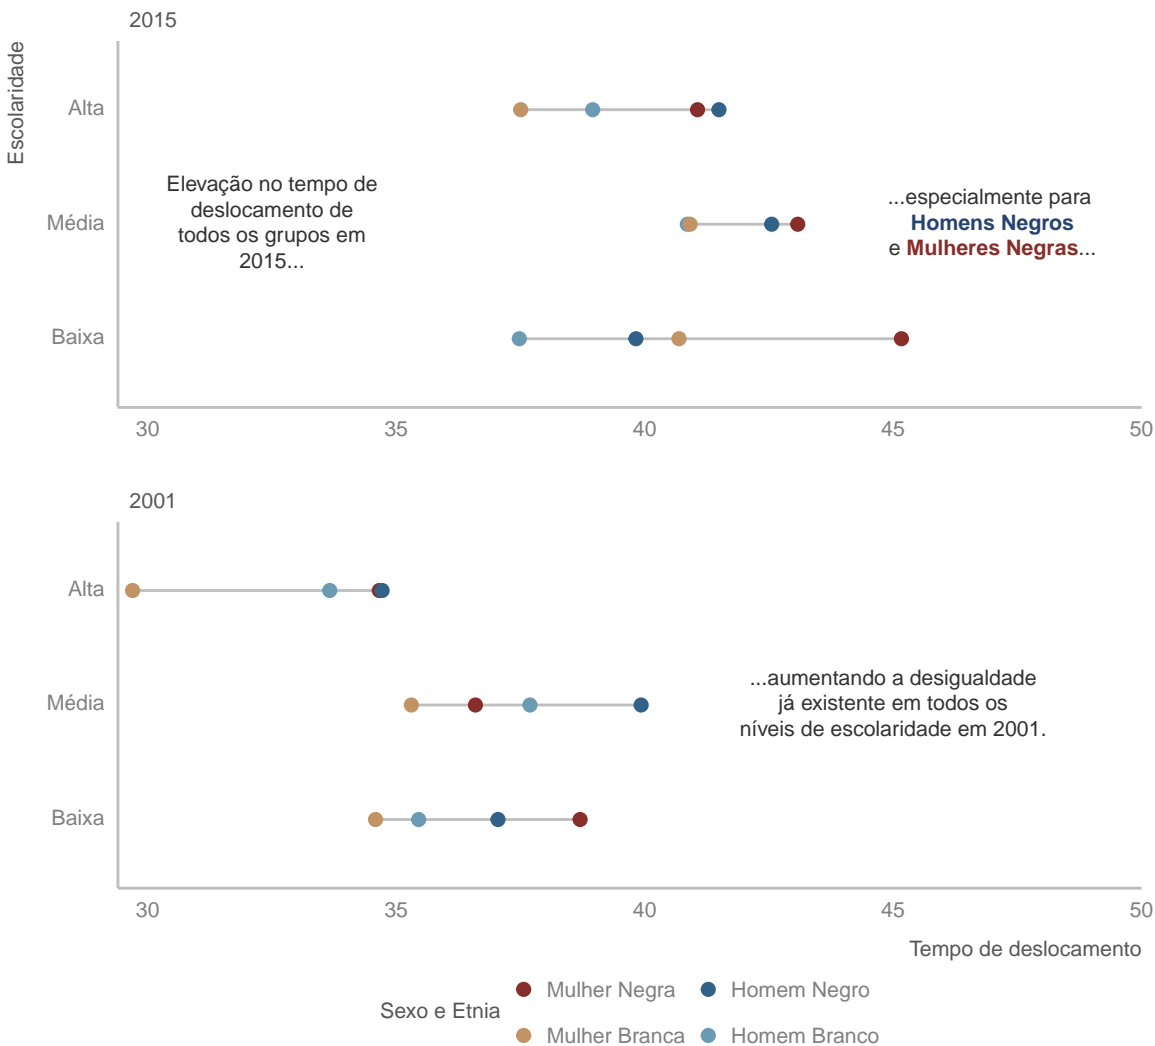 2015
Escolaridade
Alta
Elevação no tempo de
deslocamento de
todos os grupos em
2015...
Média
...especialmente para
Homens Negros
e Mulheres Negras...
Baixa
30 35 40 45 50
2001
Alta
Média
...aumentando a desigualdade
já existente em todos os
níveis de escolaridade em 2001.
Baixa
30 35 40 45 50
Tempo de deslocamento
Sexo e Etnia
Mulher Negra Homem Negro
Mulher Branca Homem Branco